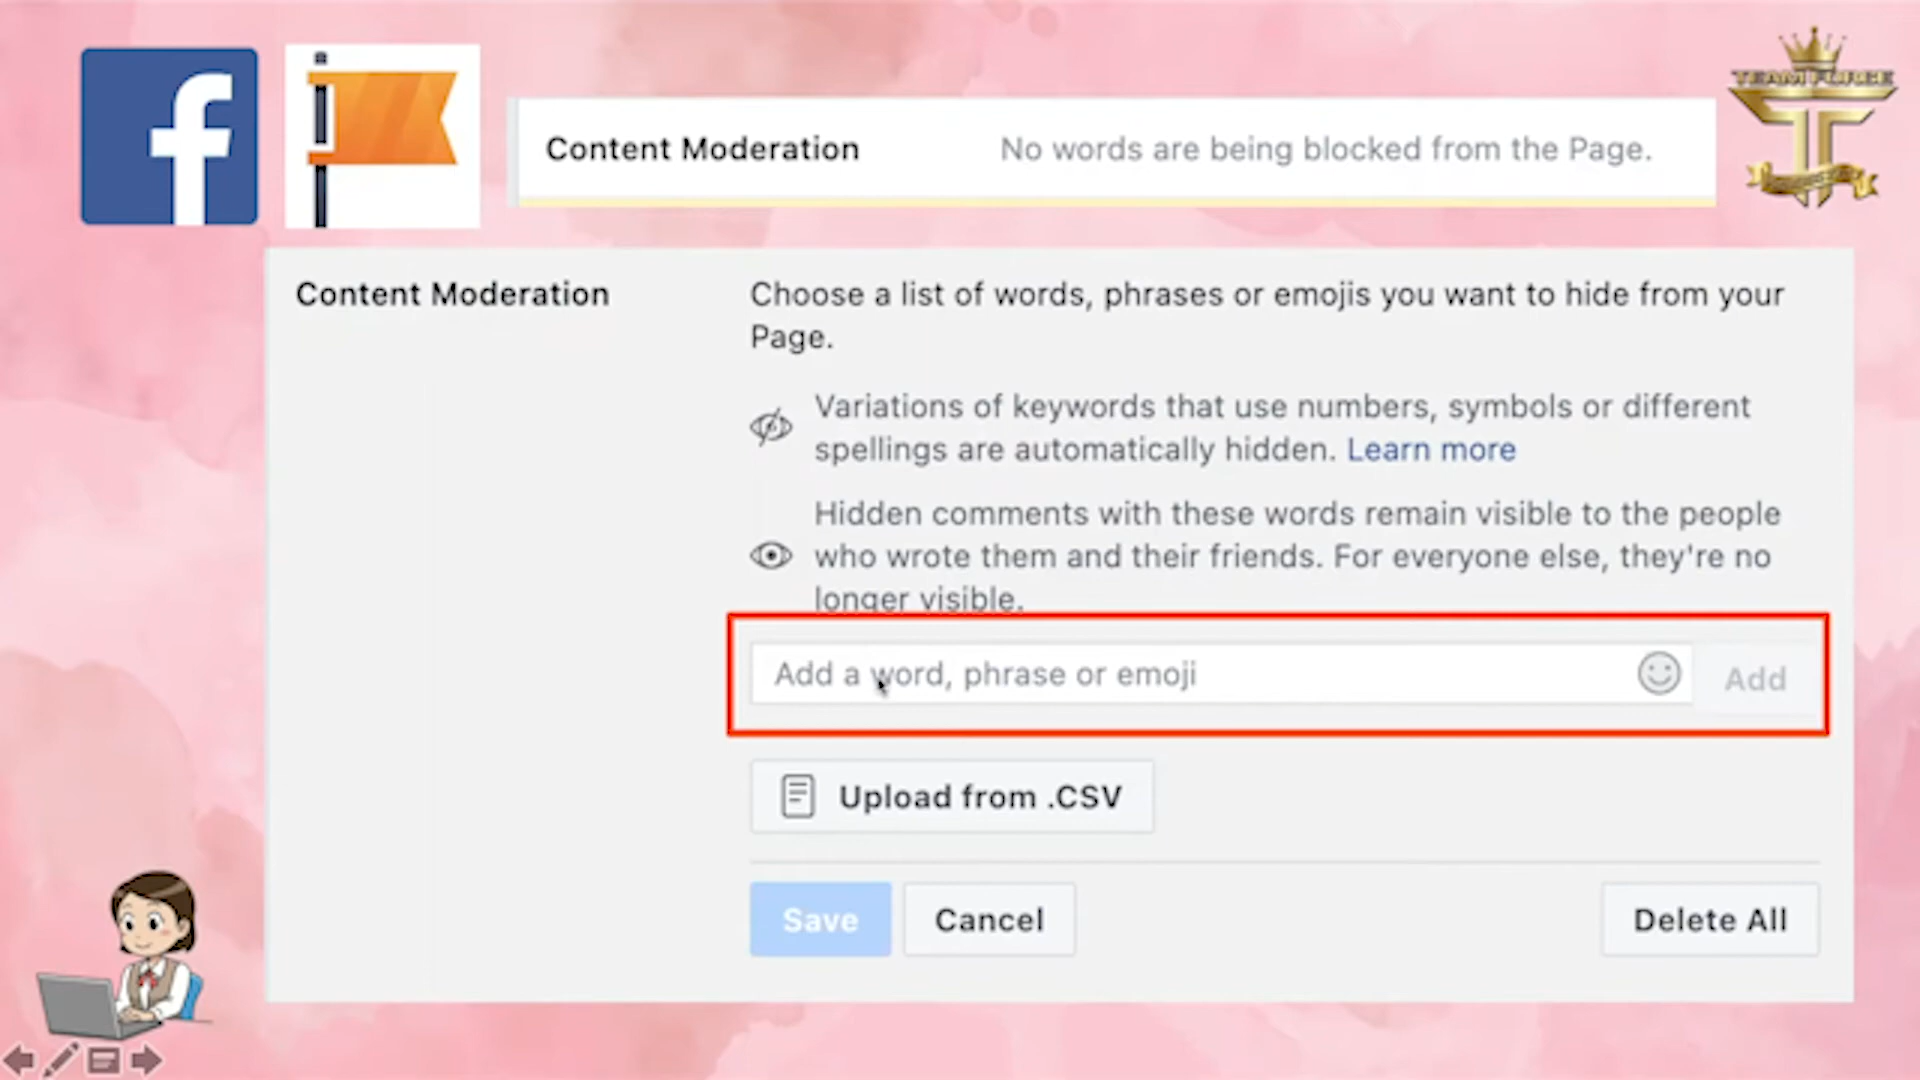 TEAM FORCE
Content Moderation No words are being blocked from the Page.
Content Moderation
Choose a list of words, phrases or emojis you want to hide from your
Page.
Variations of keywords that use numbers, symbols or different
spellings are automatically hidden. Learn more
Hidden comments with these words remain visible to the people
who wrote them and their friends. For everyone else, they're no
longer visible.
Add a word, phrase or emoji Add
Upload from .CSV
Save Cancel Delete All